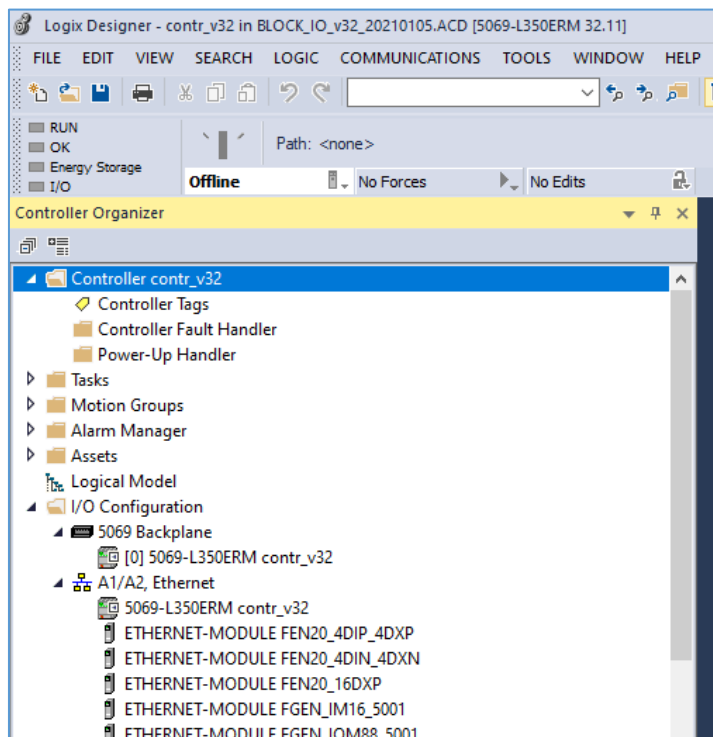 Logix Designer - contr_v32 in BLOCK_IO_v32_20210105.ACD [5069-L350ERM 32.11]
FILE EDIT VIEW SEARCH LOGIC COMMUNICATIONS TOOLS WINDOW HELP
RUN
OK
Energy Storage
I/O
Path: <none>
Offline
No Forces
No Edits
Controller Organizer
Controller contr_v32
Controller Tags
Controller Fault Handler
Power-Up Handler
Tasks
Motion Groups
Alarm Manager
Assets
Logical Model
I/O Configuration
5069 Backplane
[0] 5069-L350ERM contr_v32
A1/A2, Ethernet
5069-L350ERM contr_v32
ETHERNET-MODULE FEN20_4DIP_4DXP
ETHERNET-MODULE FEN20_4DIN_4DXN
ETHERNET-MODULE FEN20_16DXP
ETHERNET-MODULE FGEN_IM16_5001
ETHERNET-MODULE FGEN_IOM88_5001